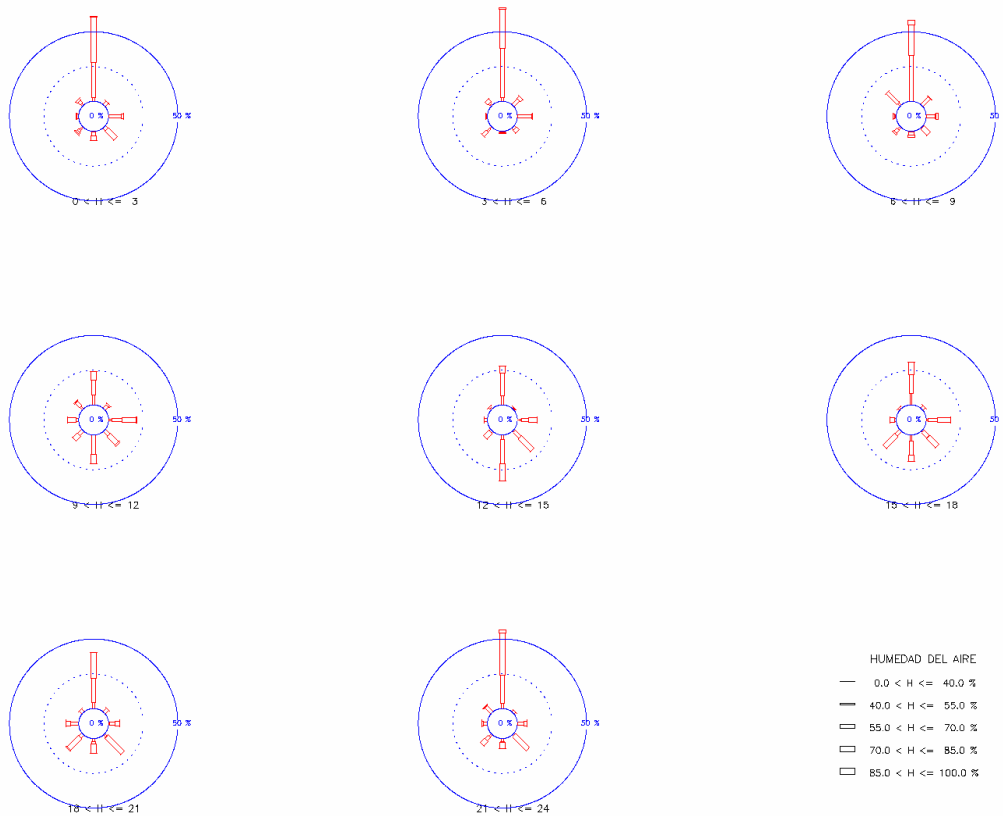 0 % 50 %
0 < H <= 3
0 % 50 %
3 < H <= 6
0 % 50
6 < H <= 9
0 % 50 %
9 < H <= 12
0 % 50 %
12 < H <= 15
0 % 50
15 < H <= 18
0 % 50 %
18 < H <= 21
0 % 50 %
21 < H <= 24
HUMEDAD DEL AIRE
0.0 < H <= 40.0 %
40.0 < H <= 55.0 %
55.0 < H <= 70.0 %
70.0 < H <= 85.0 %
85.0 < H <= 100.0 %